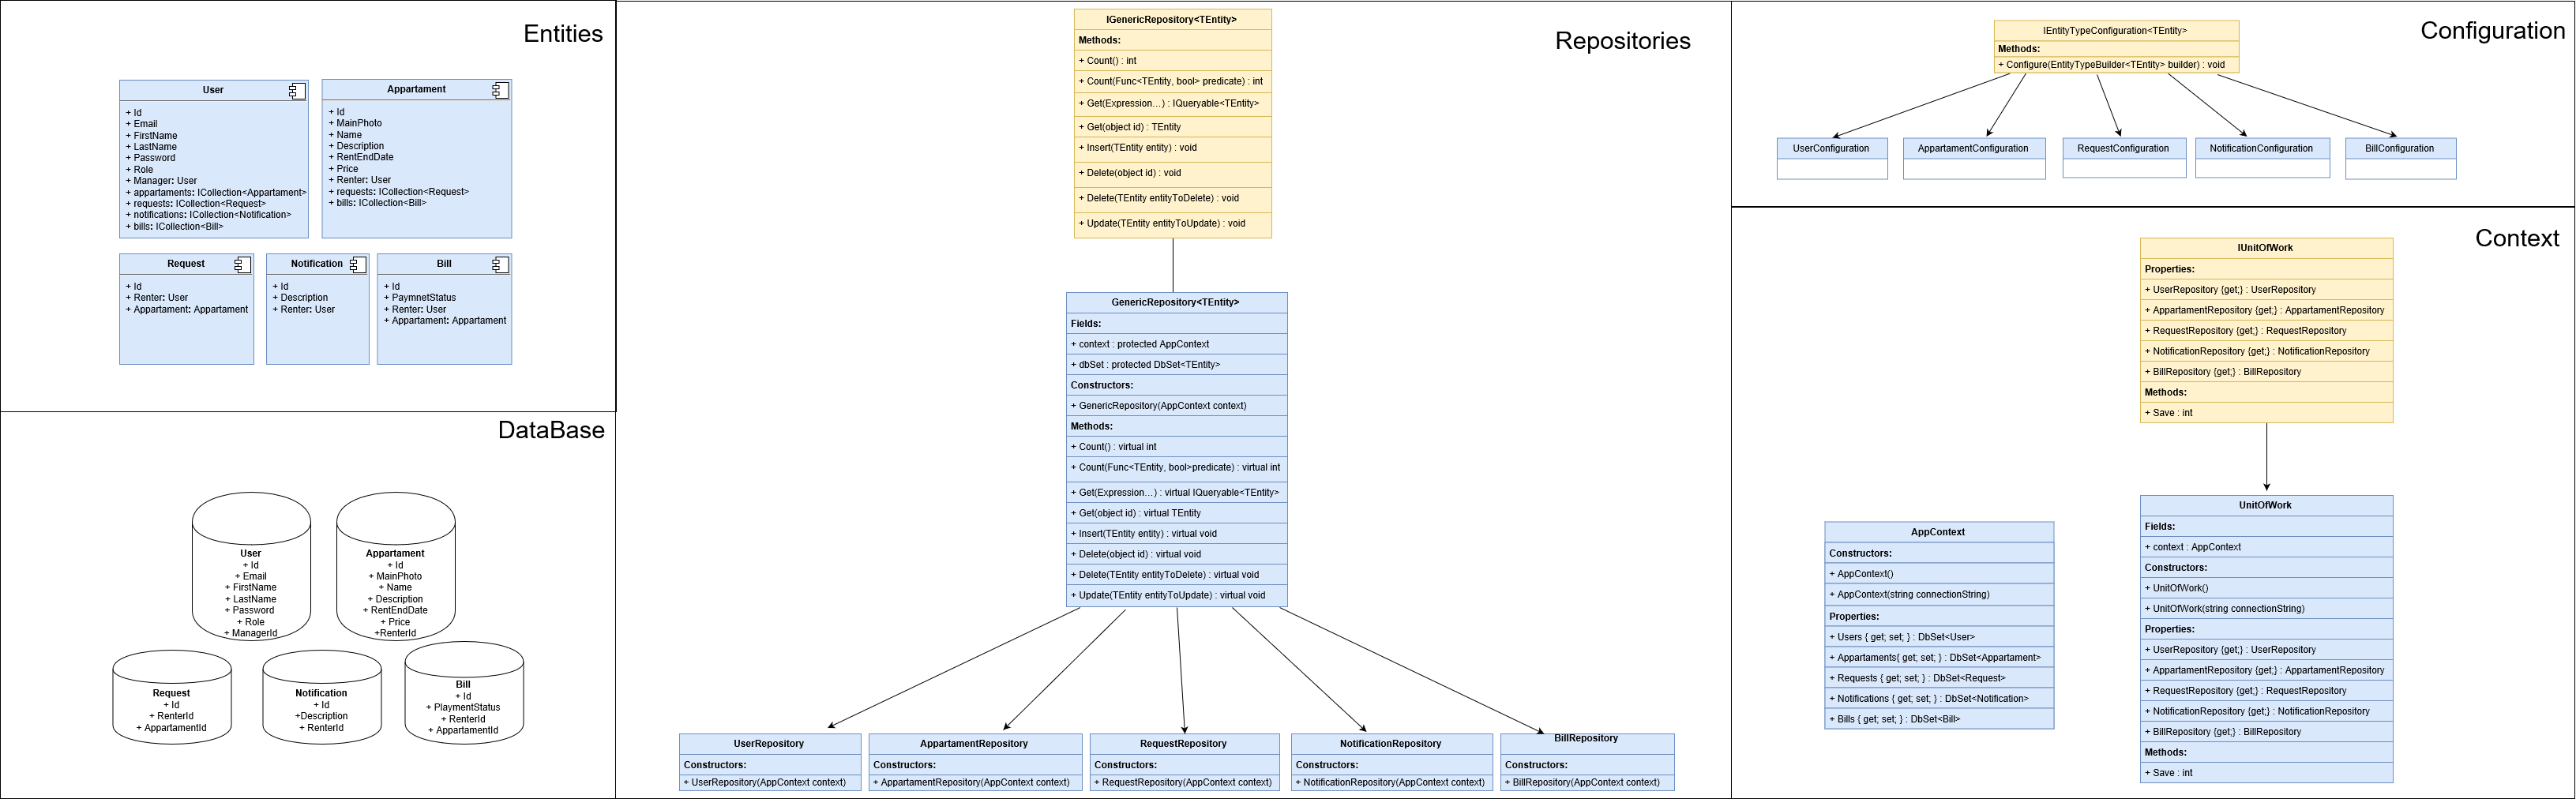 Entities
User
+ Id
+ Email
+ FirstName
+ LastName
+ Password
+ Role
+ Manager: User
+ appartaments: ICollection<Appartament>
+ requests: ICollection<Request>
+ notifications: ICollection<Notification>
+ bills: ICollection<Bill>
Appartament
+ Id
+ MainPhoto
+ Name
+ Description
+ RentEndDate
+ Price
+ Renter: User
+ requests: ICollection<Request>
+ bills: ICollection<Bill>
Request
+ Id
+ Renter: User
+ Appartament: Appartament
Notification
+ Id
+ Description
+ Renter: User
Bill
+ Id
+ PaymnetStatus
+ Renter: User
+ Appartament: Appartament
DataBase
User
+ Id
+ Email
+ FirstName
+ LastName
+ Password
+ Role
+ ManagerId
Appartament
+ Id
+ MainPhoto
+ Name
+ Description
+ RentEndDate
+ Price
+RenterId
Request
+ Id
+ RenterId
+ AppartamentId
Notification
+ Id
+Description
+ RenterId
Bill
+ Id
+ PlaymentStatus
+ RenterId
+ AppartamentId
Repositories
IGenericRepository<TEntity>
Methods:
+ Count() : int
+ Count(Func<TEntity, bool> predicate) : int
+ Get(Expression...) : IQueryable<TEntity>
+ Get(object id) : TEntity
+ Insert(TEntity entity) : void
+ Delete(object id) : void
+ Delete(TEntity entityToDelete) : void
+ Update(TEntity entityToUpdate) : void
GenericRepository<TEntity>
Fields:
+ context : protected AppContext
+ dbSet : protected DbSet<TEntity>
Constructors:
+ GenericRepository(AppContext context)
Methods:
+ Count() : virtual int
+ Count(Func<TEntity, bool>predicate) : virtual int
+ Get(Expression...) : virtual IQueryable<TEntity>
+ Get(object id) : virtual TEntity
+ Insert(TEntity entity) : virtual void
+ Delete(object id) : virtual void
+ Delete(TEntity entityToDelete) : virtual void
+ Update(TEntity entityToUpdate) : virtual void
UserRepository
Constructors:
+ UserRepository(AppContext context)
AppartamentRepository
Constructors:
+ AppartamentRepository(AppContext context)
RequestRepository
Constructors:
+ RequestRepository(AppContext context)
NotificationRepository
Constructors:
+ NotificationRepository(AppContext context)
BillRepository
Constructors:
+ BillRepository(AppContext context)
Configuration
IEntityTypeConfiguration<TEntity>
Methods:
+ Configure(EntityTypeBuilder<TEntity> builder) : void
UserConfiguration
AppartamentConfiguration
RequestConfiguration
NotificationConfiguration
BillConfiguration
Context
IUnitOfWork
Properties:
+ UserRepository {get;} : UserRepository
+ AppartamentRepository {get;} : AppartamentRepository
+ RequestRepository {get;} : RequestRepository
+ NotificationRepository {get;} : NotificationRepository
+ BillRepository {get;} : BillRepository
Methods:
+ Save : int
AppContext
Constructors:
+ AppContext()
+ AppContext(string connectionString)
Properties:
+ Users { get; set; } : DbSet<User>
+ Appartaments{ get; set; } : DbSet<Appartament>
+ Requests { get; set; } : DbSet<Request>
+ Notifications { get; set; } : DbSet<Notification>
+ Bills { get; set; } : DbSet<Bill>
UnitOfWork
Fields:
+ context : AppContext
Constructors:
+ UnitOfWork()
+ UnitOfWork(string connectionString)
Properties:
+ UserRepository {get;} : UserRepository
+ AppartamentRepository {get;} : AppartamentRepository
+ RequestRepository {get;} : RequestRepository
+ NotificationRepository {get;} : NotificationRepository
+ BillRepository {get;} : BillRepository
Methods:
+ Save : int